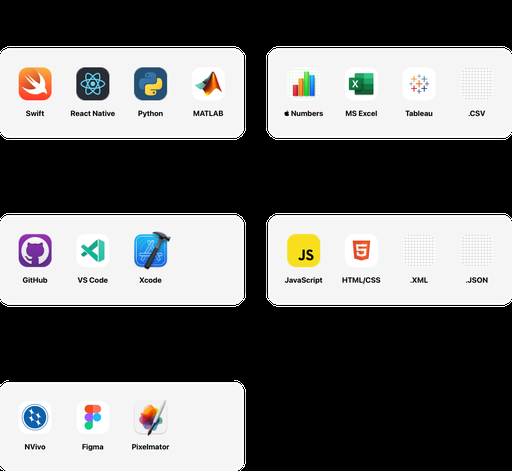 Swift React Native Python MATLAB
Numbers MS Excel Tableau .CSV
GitHub VS Code Xcode
JS
JavaScript HTML/CSS .XML .JSON
NVivo Figma Pixelmator